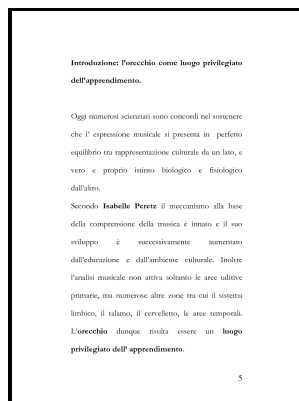 Introduzione: l'orecchio come luogo privilegiato
dell'apprendimento.
Oggi numerosi scienziati sono concordi nel sostenere
che l' espressione musicale si presenta in perfetto
equilibrio tra rappresentazione culturale da un lato, e
vero e proprio istinto biologico e fisiologico
dall'altro.
Secondo Isabelle Peretz il meccanismo alla base
della comprensione della musica è innato e il suo
sviluppo è successivamente aumentato
dall'educazione e dall'ambiente culturale. Inoltre
l'analisi musicale non attiva soltanto le aree uditive
primarie, ma numerose altre zone tra cui il sistema
limbico, il talamo, il cervelletto, le aree temporali.
L'orecchio dunque risulta essere un luogo
privilegiato dell' apprendimento.
5